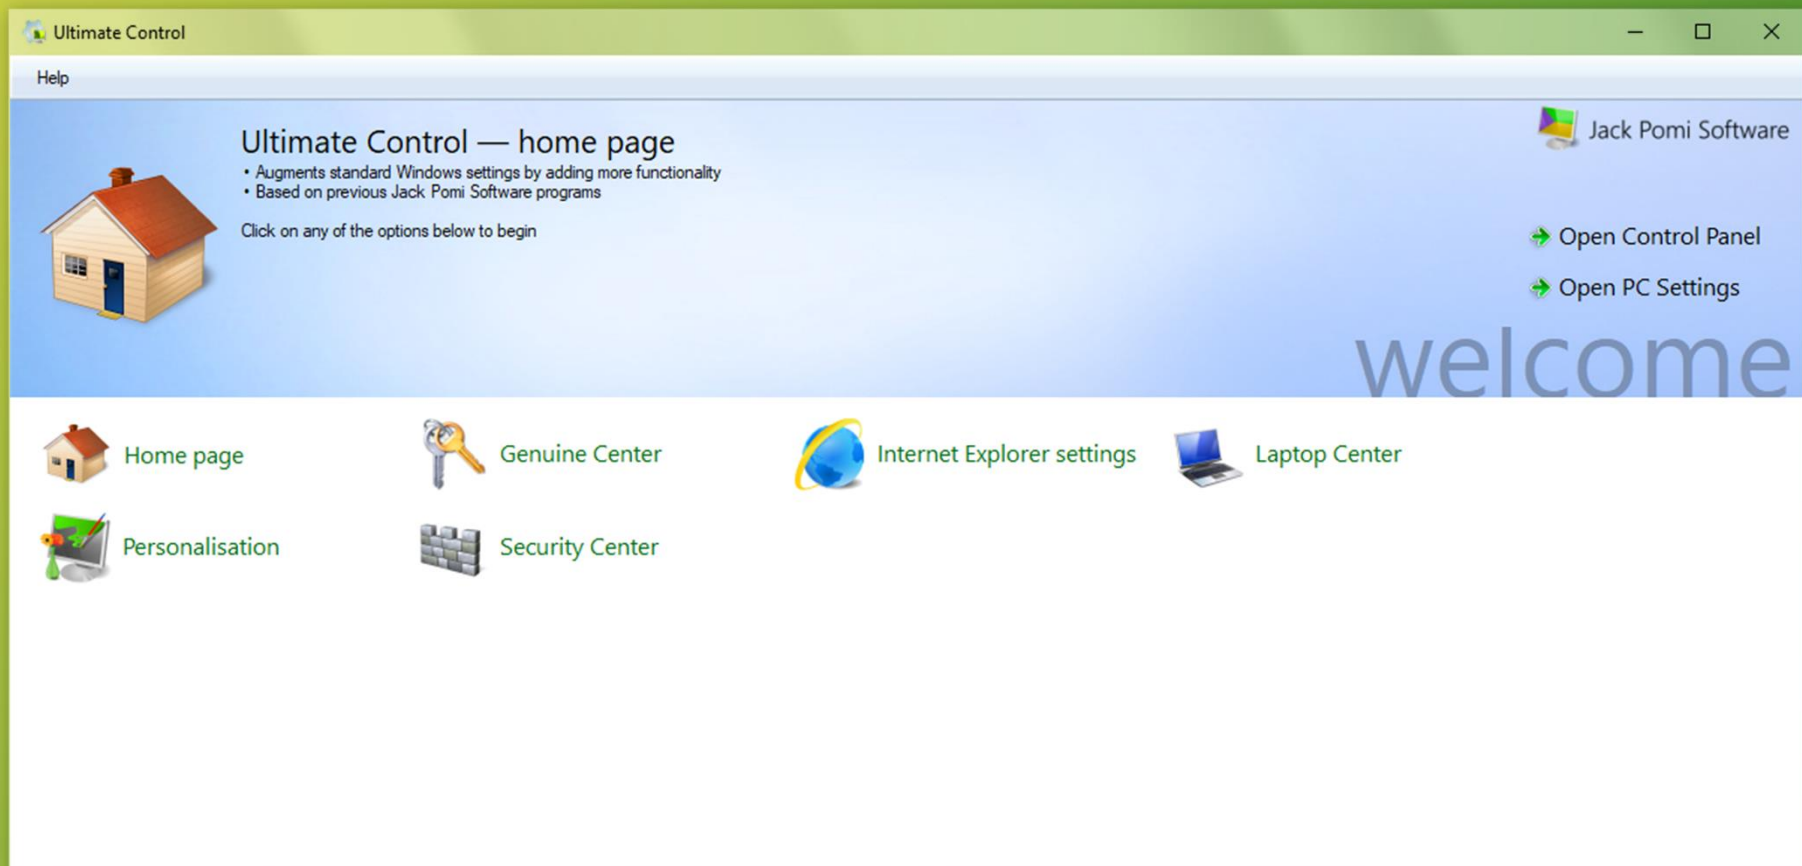 Ultimate Control
Help
Ultimate Control — home page
• Augments standard Windows settings by adding more functionality
• Based on previous Jack Pomi Software programs
Click on any of the options below to begin
Jack Pomi Software
Open Control Panel
Open PC Settings
welcome
Home page
Genuine Center
Internet Explorer settings
Laptop Center
Personalisation
Security Center